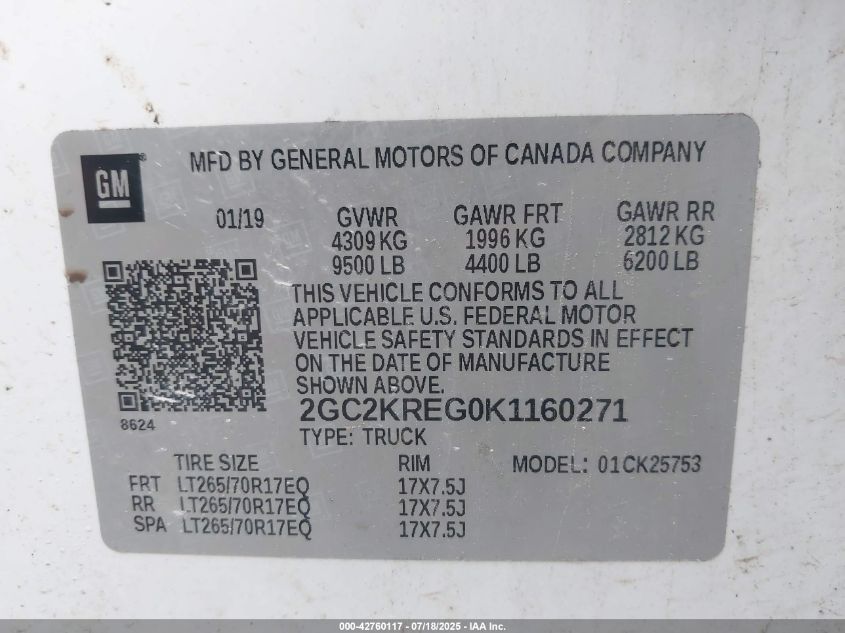 GM
MFD BY GENERAL MOTORS OF CANADA COMPANY
01/19 GVWR GAWR FRT GAWR RR
4309 KG 1996 KG 2812 KG
9500 LB 4400 LB 6200 LB
THIS VEHICLE CONFORMS TO ALL
APPLICABLE U.S. FEDERAL MOTOR
VEHICLE SAFETY STANDARDS IN EFFECT
ON THE DATE OF MANUFACTURE
SHOWN ABOVE.
8624
2GC2KREG0K1160271
TYPE: TRUCK
TIRE SIZE RIM MODEL: 01CK25753
FRT LT265/70R17EQ 17X7.5J
RR LT265/70R17EQ 17X7.5J
SPA LT265/70R17EQ 17X7.5J
000-42760117 - 07/18/2025 - IAA Inc.